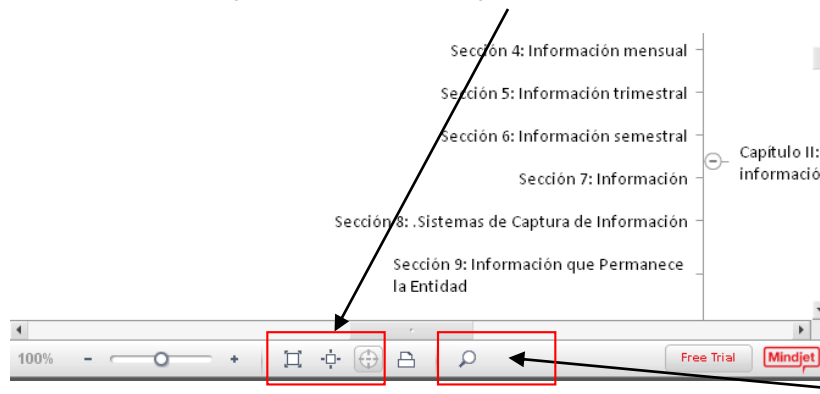 Sección 4: Información mensual
Sección 5: Información trimestral
Sección 6: Información semestral
Capítulo II:
informació
Sección 7: Información
Sección 8: .Sistemas de Captura de Información
Sección 9: Información que Permanece
la Entidad
100%
Free Trial
Mindjet